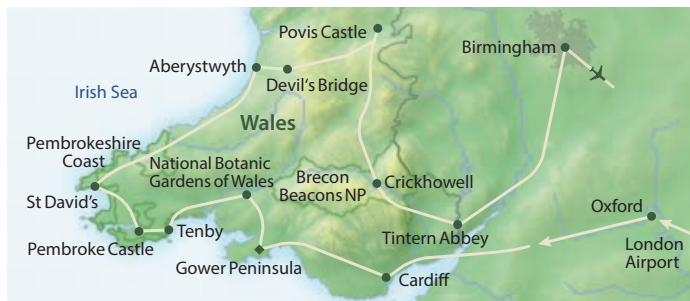 Povis Castle
Birmingham
Aberystwyth
Devil's Bridge
Irish Sea
Wales
Pembrokeshire
Coast
National Botanic
Gardens of Wales
Brecon
Beacons NP
Crickhowell
St David's
Oxford
Pembroke Castle
Tenby
Tintern Abbey
London
Airport
Gower Peninsula
Cardiff